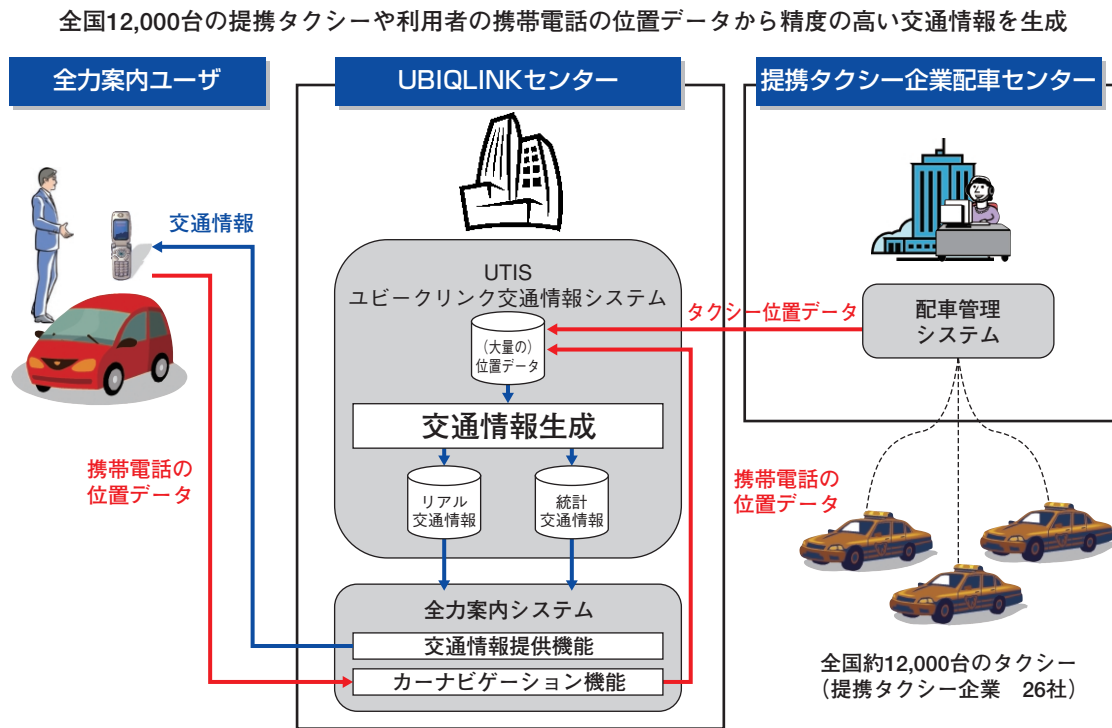 全国12,000台の提携タクシーや利用者の携帯電話の位置データから精度の高い交通情報を生成
全力案内ユーザ
UBIQLINKセンター
提携タクシー企業配車センター
交通情報
UTIS
ユビークリンク交通情報システム
タクシー位置データ
配車管理
システム
（大量の）
位置データ
交通情報生成
携帯電話の
位置データ
リアル
交通情報
統計
交通情報
携帯電話の
位置データ
全力案内システム
交通情報提供機能
カーナビゲーション機能
全国約12,000台のタクシー
（提携タクシー企業　26社）